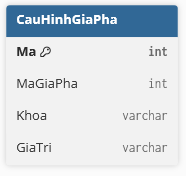 CauHinhGiaPha
Ma int
MaGiaPha int
Khoa varchar
GiaTri varchar